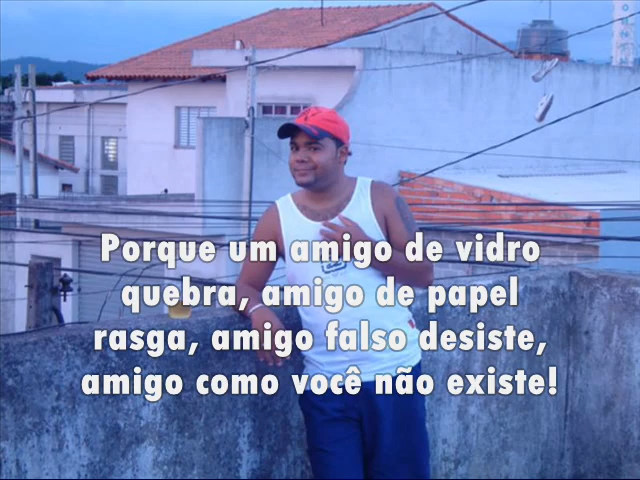 Porque um amigo de vidro
quebra, amigo de papel
rasga, amigo falso desiste,
amigo como você não existe!